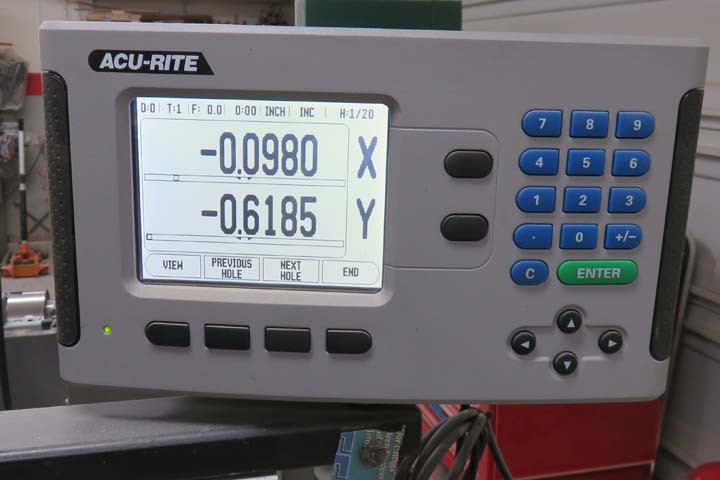 ACU-RITE
D:0 | T:1 | F: 0.0 | 0:00 | INCH | INC | H:1/20
-0.0980 X
-0.6185 Y
VIEW PREVIOUS HOLE NEXT HOLE END
7 8 9
4 5 6
1 2 3
. 0 +/-
C ENTER